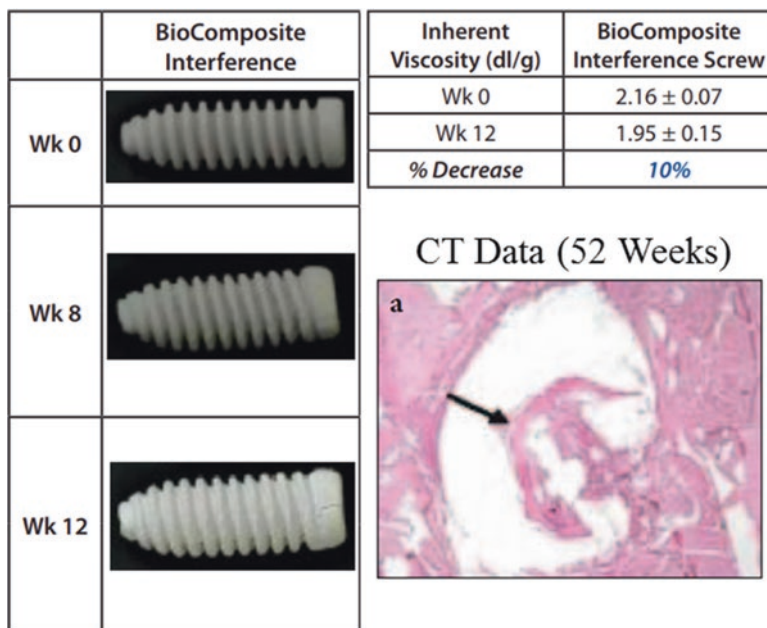 BioComposite
Interference
Wk 0
Wk 8
Wk 12
Inherent
Viscosity (dl/g)
BioComposite
Interference Screw
Wk 0
2.16 ± 0.07
Wk 12
1.95 ± 0.15
% Decrease
10%
CT Data (52 Weeks)
a